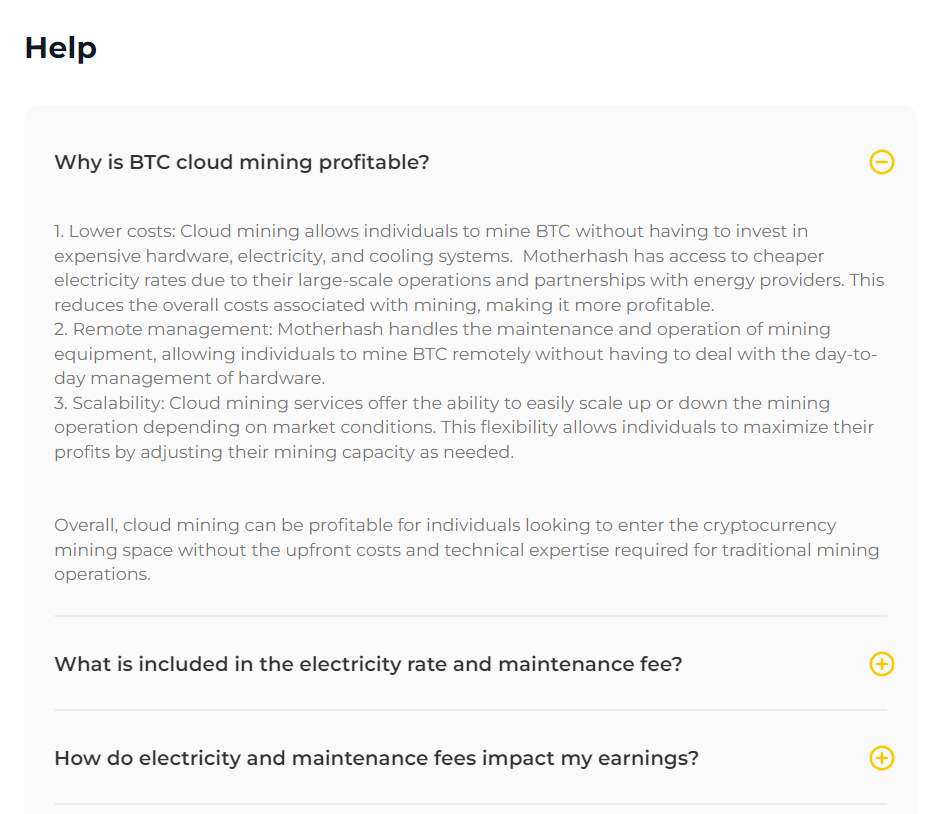 Help
Why is BTC cloud mining profitable?
1. Lower costs: Cloud mining allows individuals to mine BTC without having to invest in
expensive hardware, electricity, and cooling systems.  Motherhash has access to cheaper
electricity rates due to their large-scale operations and partnerships with energy providers. This
reduces the overall costs associated with mining, making it more profitable.
2. Remote management: Motherhash handles the maintenance and operation of mining
equipment, allowing individuals to mine BTC remotely without having to deal with the day-to-
day management of hardware.
3. Scalability: Cloud mining services offer the ability to easily scale up or down the mining
operation depending on market conditions. This flexibility allows individuals to maximize their
profits by adjusting their mining capacity as needed.
Overall, cloud mining can be profitable for individuals looking to enter the cryptocurrency
mining space without the upfront costs and technical expertise required for traditional mining
operations.
What is included in the electricity rate and maintenance fee?
How do electricity and maintenance fees impact my earnings?